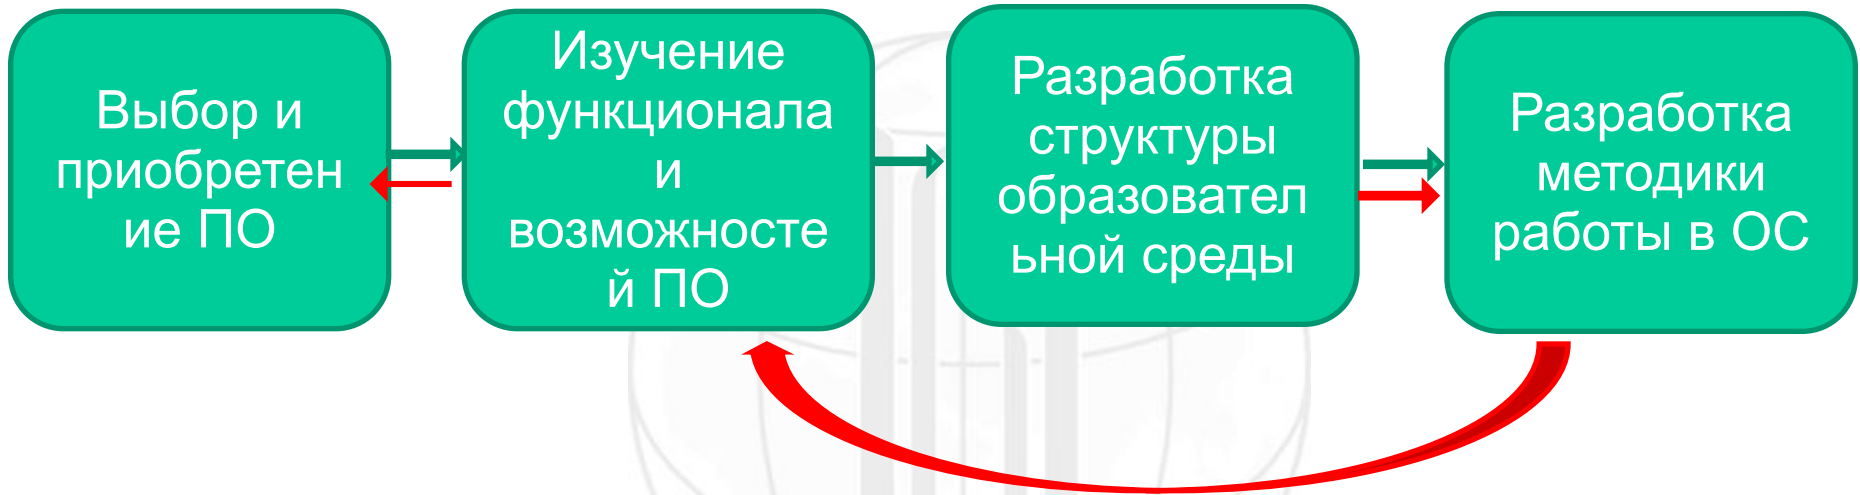 Выбор и
приобретен
ие ПО
Изучение
функционала
и
возможносте
й ПО
Разработка
структуры
образовател
ьной среды
Разработка
методики
работы в ОС